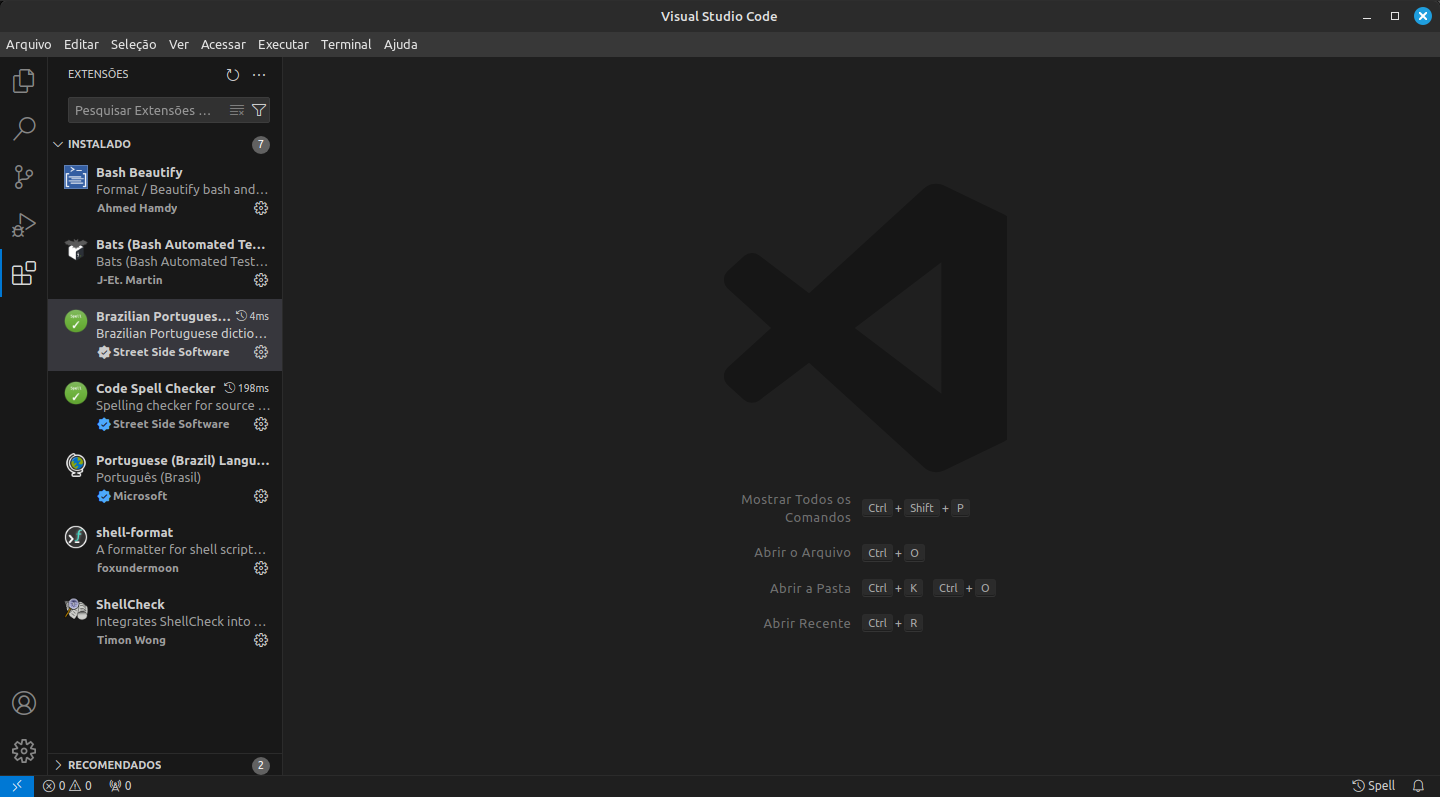 Visual Studio Code
Arquivo Editar Seleção Ver Acessar Executar Terminal Ajuda
EXTENSÕES
Pesquisar Extensões ...
INSTALADO 7
Bash Beautify
Format / Beautify bash and...
Ahmed Hamdy
Bats (Bash Automated Te...
Bats (Bash Automated Test...
J-Et. Martin
Brazilian Portugues... 4ms
Brazilian Portuguese dictio...
Street Side Software
Code Spell Checker 198ms
Spelling checker for source ...
Street Side Software
Portuguese (Brazil) Langu...
Português (Brasil)
Microsoft
shell-format
A formatter for shell script...
foxundermoon
ShellCheck
Integrates ShellCheck into ...
Timon Wong
RECOMENDADOS 2
Mostrar Todos os
Comandos Ctrl + Shift + P
Abrir o Arquivo Ctrl + O
Abrir a Pasta Ctrl + K Ctrl + O
Abrir Recente Ctrl + R
0 0 0 Spell